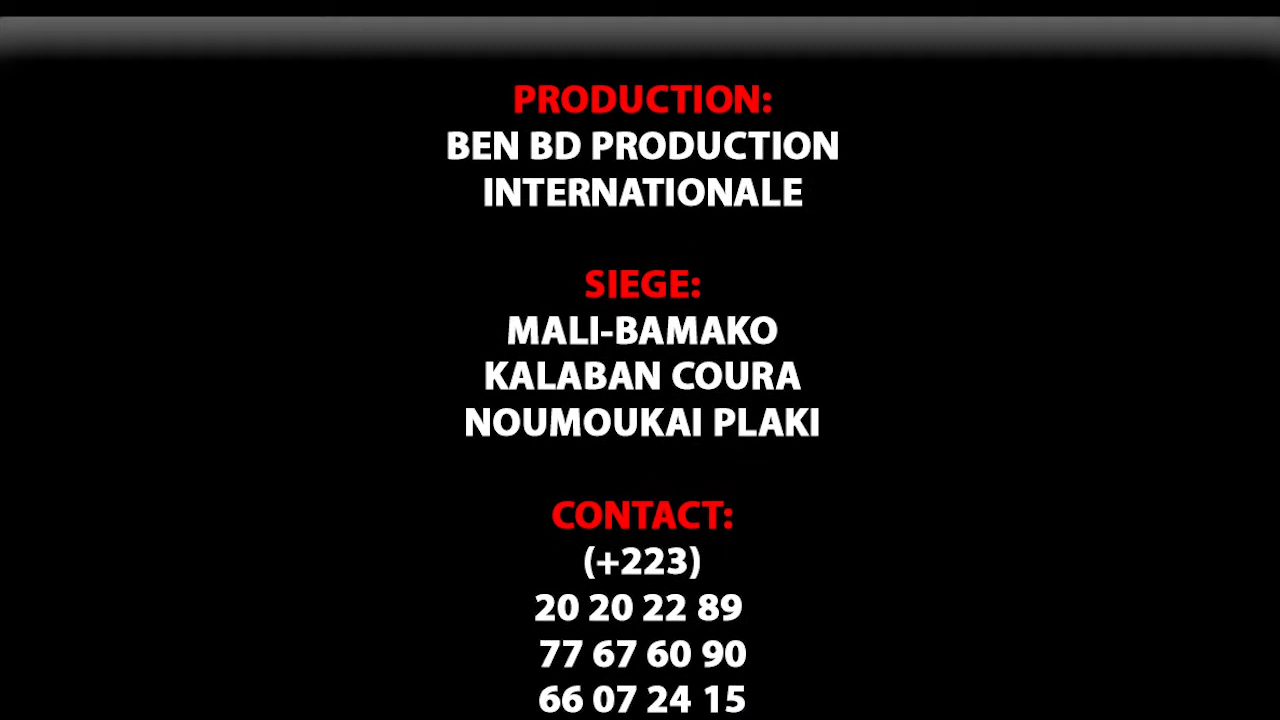 PRODUCTION:
BEN BD PRODUCTION
INTERNATIONALE
SIEGE:
MALI-BAMAKO
KALABAN COURA
NOUMOUKAI PLAKI
CONTACT:
(+223)
20 20 22 89
77 67 60 90
66 07 24 15